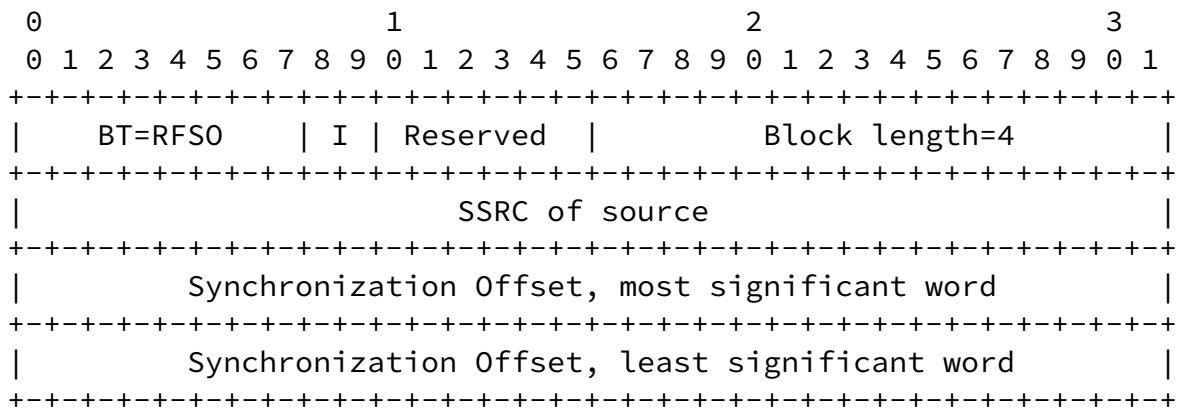 0                   1                   2                   3
 0 1 2 3 4 5 6 7 8 9 0 1 2 3 4 5 6 7 8 9 0 1 2 3 4 5 6 7 8 9 0 1
+-+-+-+-+-+-+-+-+-+-+-+-+-+-+-+-+-+-+-+-+-+-+-+-+-+-+-+-+-+-+-+-+
|    BT=RFSO    | I | Reserved  |         Block length=4        |
+-+-+-+-+-+-+-+-+-+-+-+-+-+-+-+-+-+-+-+-+-+-+-+-+-+-+-+-+-+-+-+-+
|                        SSRC of source                         |
+-+-+-+-+-+-+-+-+-+-+-+-+-+-+-+-+-+-+-+-+-+-+-+-+-+-+-+-+-+-+-+-+
|         Synchronization Offset, most significant word         |
+-+-+-+-+-+-+-+-+-+-+-+-+-+-+-+-+-+-+-+-+-+-+-+-+-+-+-+-+-+-+-+-+
|         Synchronization Offset, least significant word        |
+-+-+-+-+-+-+-+-+-+-+-+-+-+-+-+-+-+-+-+-+-+-+-+-+-+-+-+-+-+-+-+-+